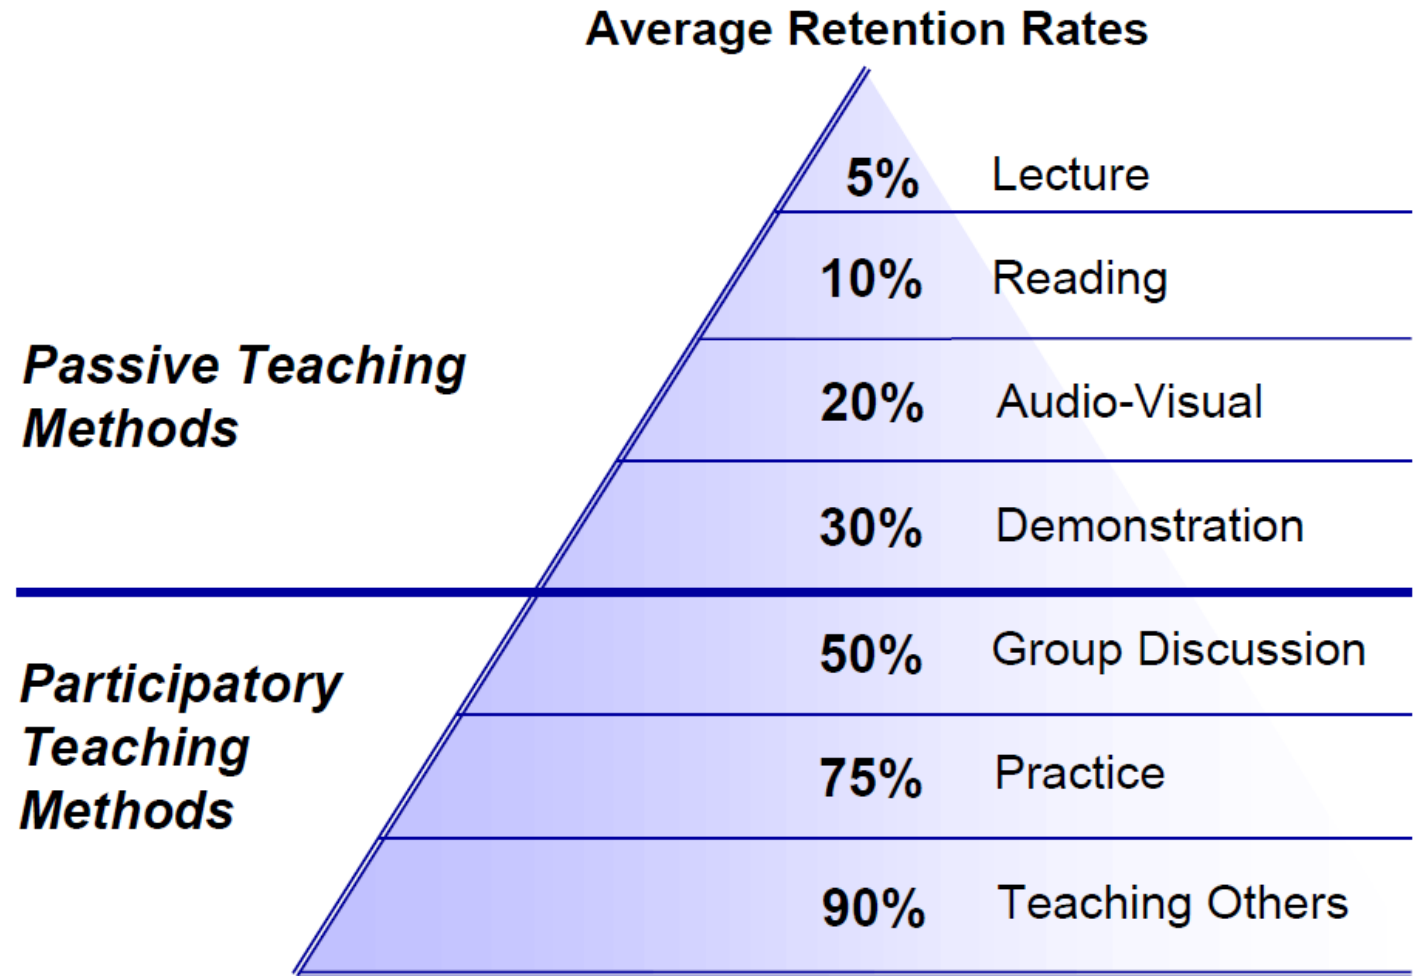 Average Retention Rates
5% Lecture
10% Reading
Passive Teaching
Methods
20% Audio-Visual
30% Demonstration
50% Group Discussion
Participatory
Teaching
Methods
75% Practice
90% Teaching Others